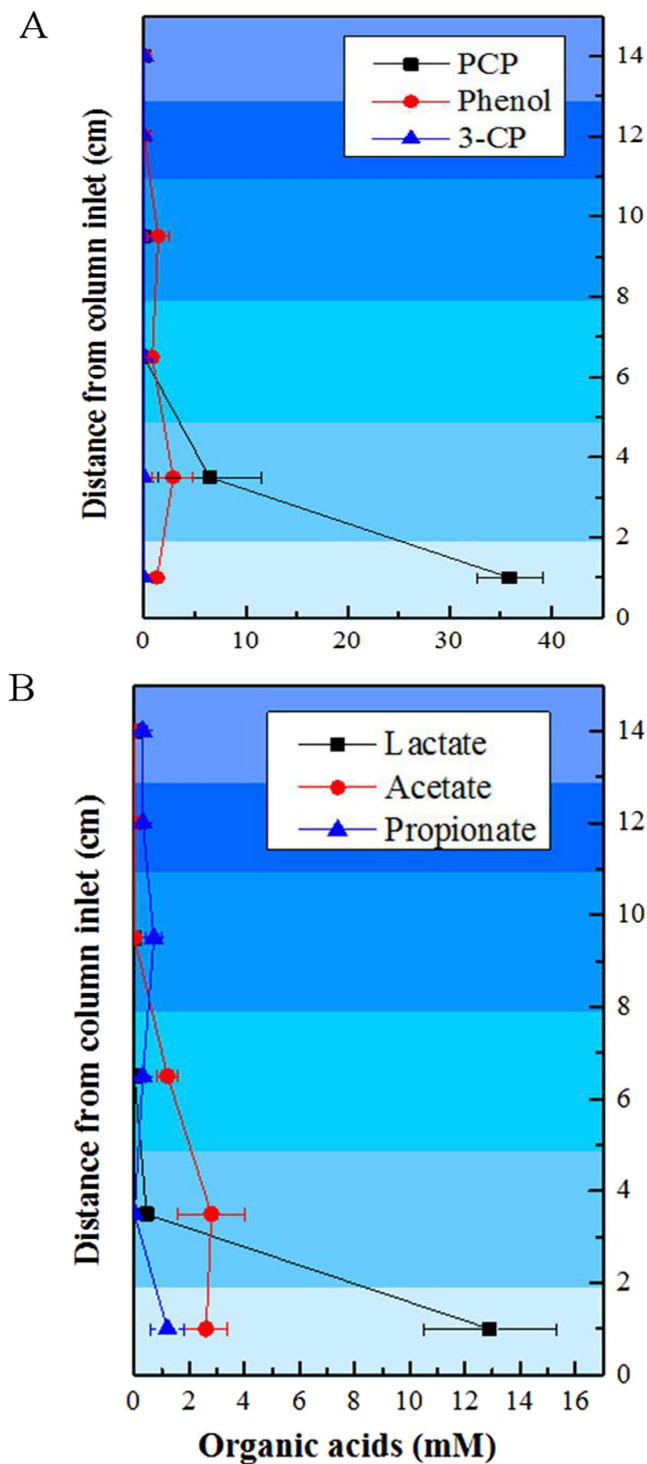 A
PCP
Phenol
3-CP
Distance from column inlet (cm)
14
12
10
8
6
4
2
0
0 10 20 30 40
B
Lactate
Acetate
Propionate
Distance from column inlet (cm)
14
12
10
8
6
4
2
0
0 2 4 6 8 10 12 14 16
Organic acids (mM)